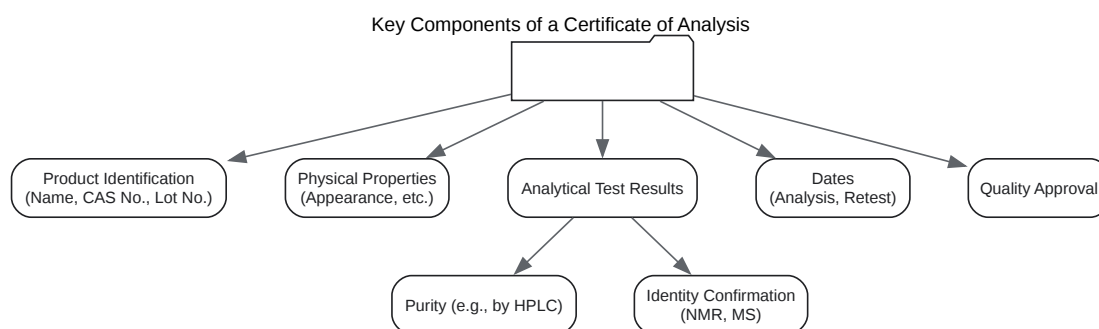 Key Components of a Certificate of Analysis
Product Identification
(Name, CAS No., Lot No.)
Physical Properties
(Appearance, etc.)
Analytical Test Results
Dates
(Analysis, Retest)
Quality Approval
Purity (e.g., by HPLC)
Identity Confirmation
(NMR, MS)